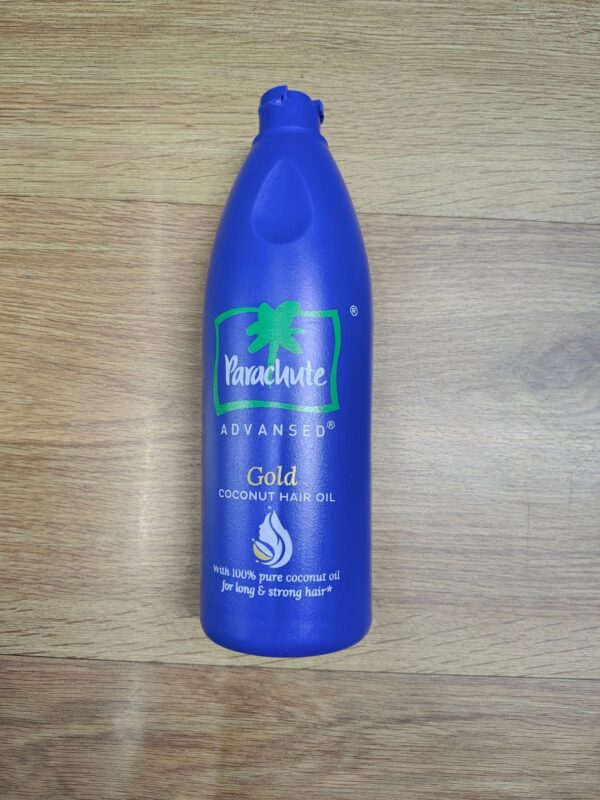 ®
Parachute
ADVANSED®
Gold
COCONUT HAIR OIL
With 100% pure coconut oil
for long & strong hair*